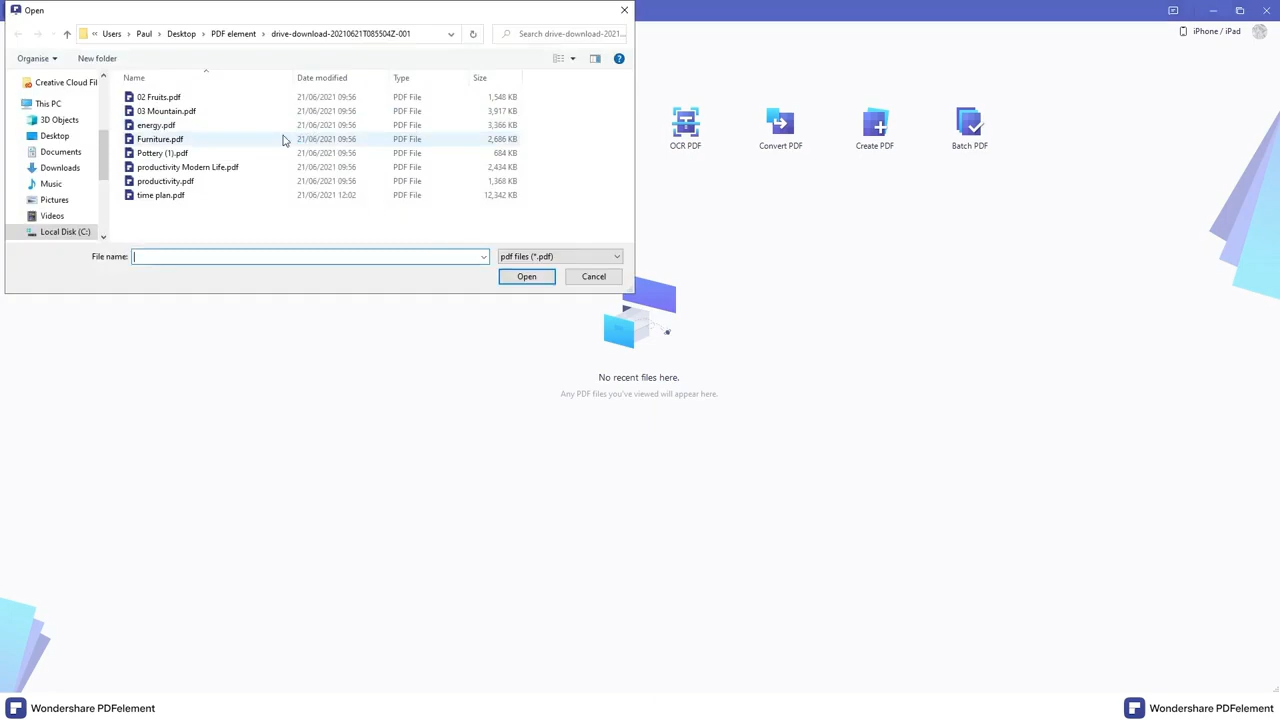 Open
« Users > Paul > Desktop > PDF element > drive-download-20210621T085504Z-001
Search drive-download-2021...
iPhone / iPad
Organise
New folder
Name Date modified Type Size
Creative Cloud Fil
This PC
3D Objects
Desktop
Documents
Downloads
Music
Pictures
Videos
Local Disk (C:)
02 Fruits.pdf 21/06/2021 09:56 PDF File 1,548 KB
03 Mountain.pdf 21/06/2021 09:56 PDF File 3,917 KB
energy.pdf 21/06/2021 09:56 PDF File 3,366 KB
Furniture.pdf 21/06/2021 09:56 PDF File 2,686 KB
Pottery (1).pdf 21/06/2021 09:56 PDF File 684 KB
productivity Modern Life.pdf 21/06/2021 09:56 PDF File 2,434 KB
productivity.pdf 21/06/2021 09:56 PDF File 1,368 KB
time plan.pdf 21/06/2021 12:02 PDF File 12,342 KB
File name:
pdf files (*.pdf)
Open
Cancel
OCR PDF
Convert PDF
Create PDF
Batch PDF
No recent files here.
Any PDF files you've viewed will appear here.
Wondershare PDFelement
Wondershare PDFelement